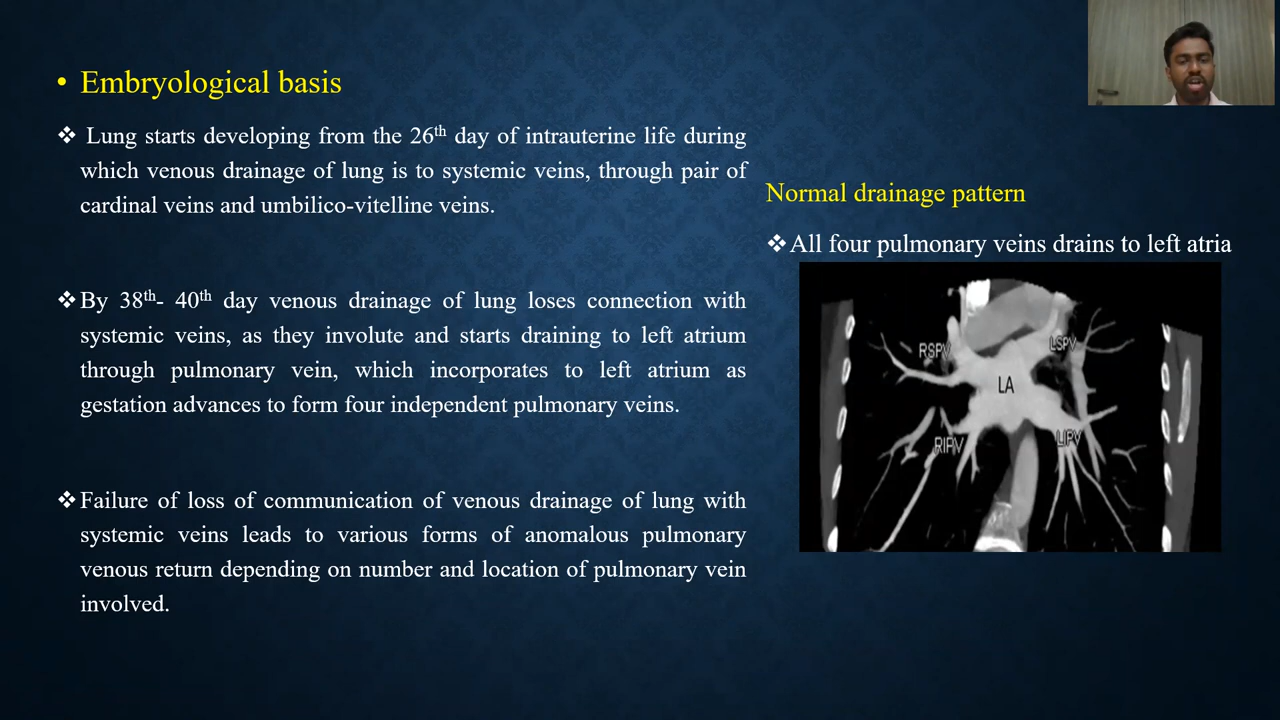 • Embryological basis
❖ Lung starts developing from the 26th day of intrauterine life during
which venous drainage of lung is to systemic veins, through pair of
cardinal veins and umbilico-vitelline veins.
❖ By 38th- 40th day venous drainage of lung loses connection with
systemic veins, as they involute and starts draining to left atrium
through pulmonary vein, which incorporates to left atrium as
gestation advances to form four independent pulmonary veins.
❖ Failure of loss of communication of venous drainage of lung with
systemic veins leads to various forms of anomalous pulmonary
venous return depending on number and location of pulmonary vein
involved.
Normal drainage pattern
❖ All four pulmonary veins drains to left atria
RSPV
LSPV
LA
RIPV
LIPV